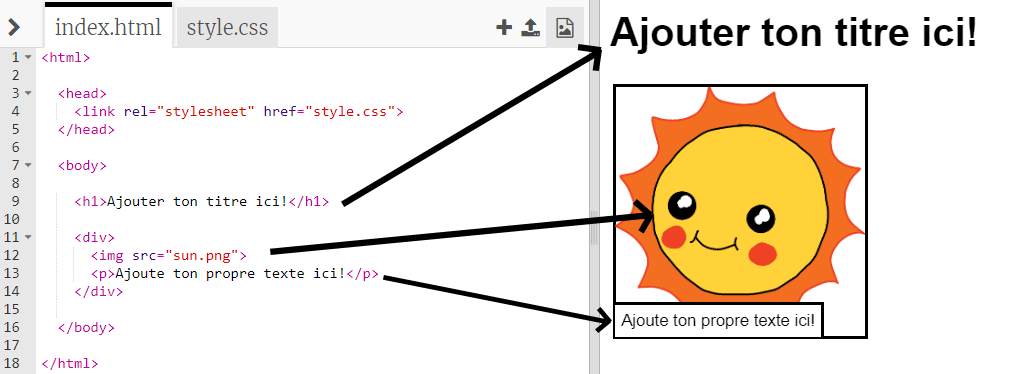 index.html style.css
1 <html>
2
3 <head>
4 <link rel="stylesheet" href="style.css">
5 </head>
6
7 <body>
8
9 <h1>Ajouter ton titre ici!</h1>
10
11 <div>
12 <img src="sun.png">
13 <p>Ajoute ton propre texte ici!</p>
14 </div>
15
16 </body>
17
18 </html>
Ajouter ton titre ici!
Ajoute ton propre texte ici!